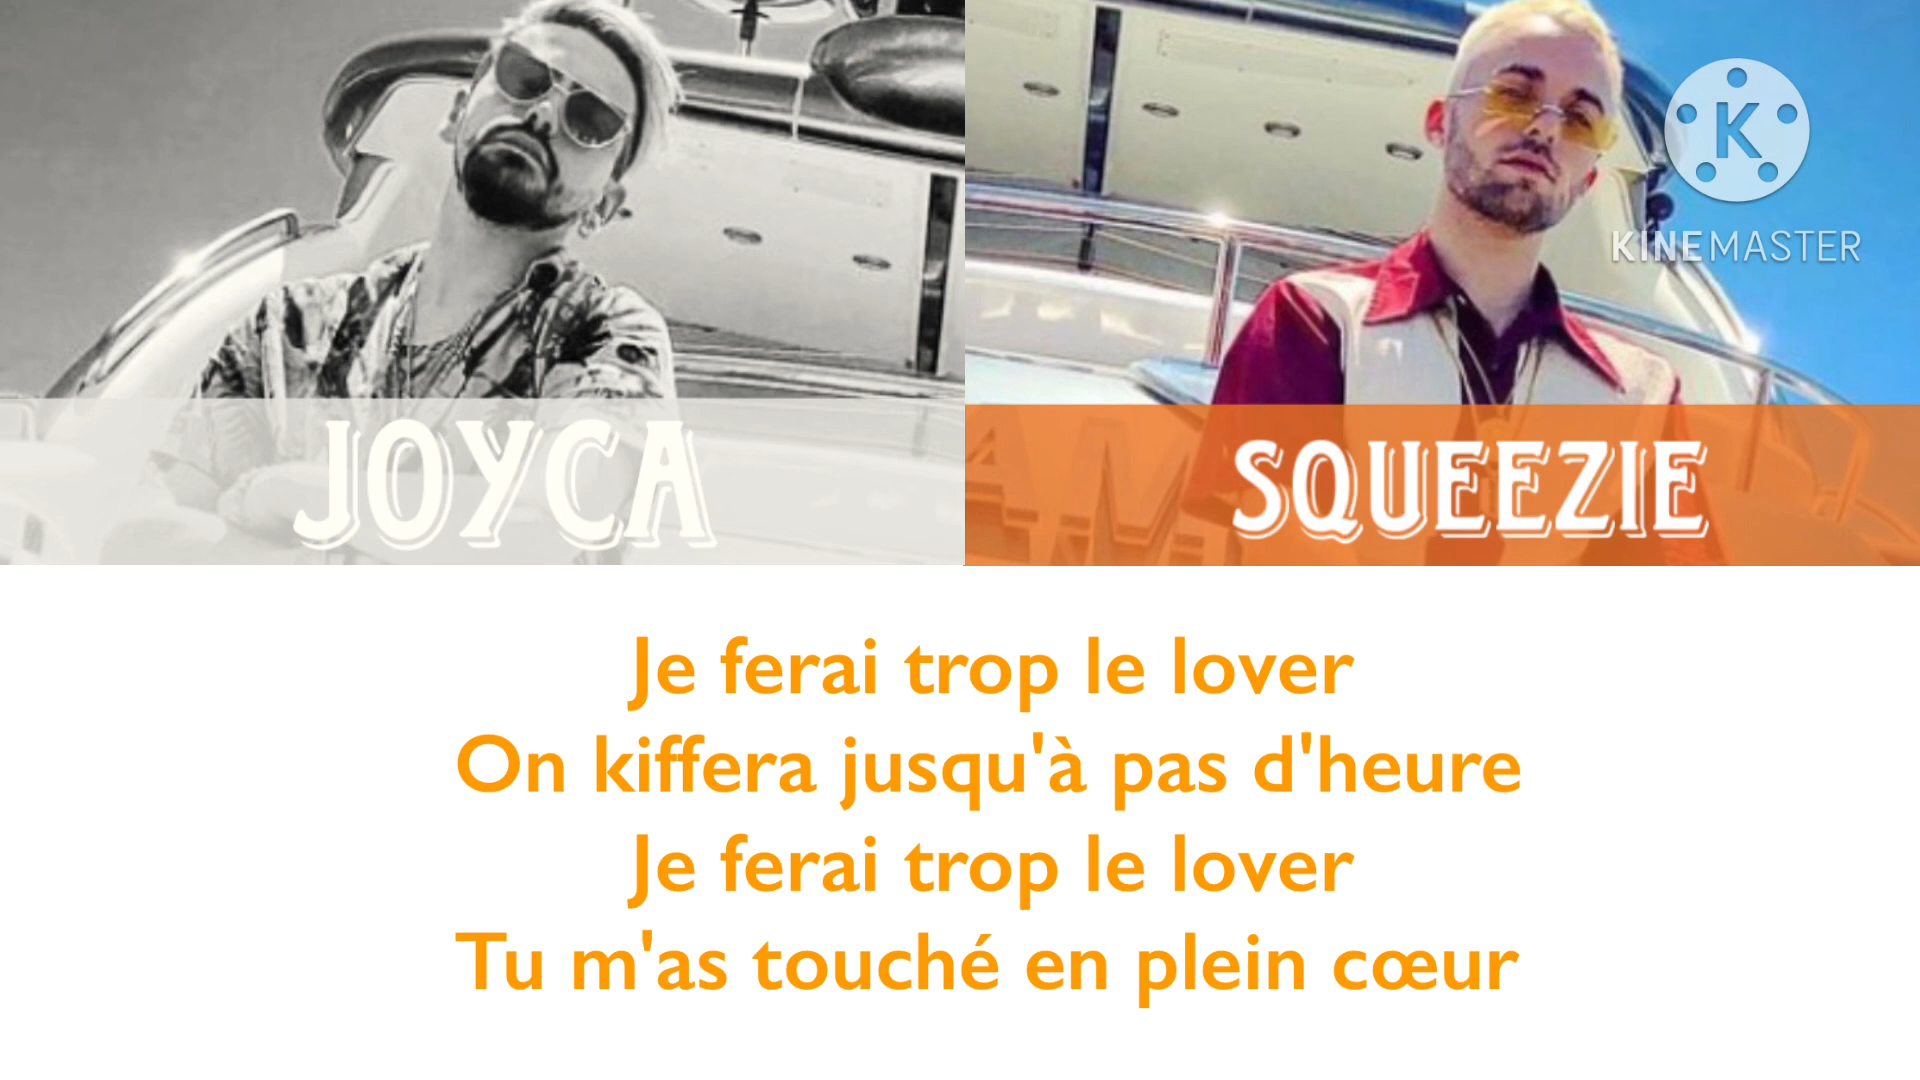 K
KINEMASTER
JOYCA
SQUEEZIE
Je ferai trop le lover
On kiffera jusqu'à pas d'heure
Je ferai trop le lover
Tu m'as touché en plein cœur